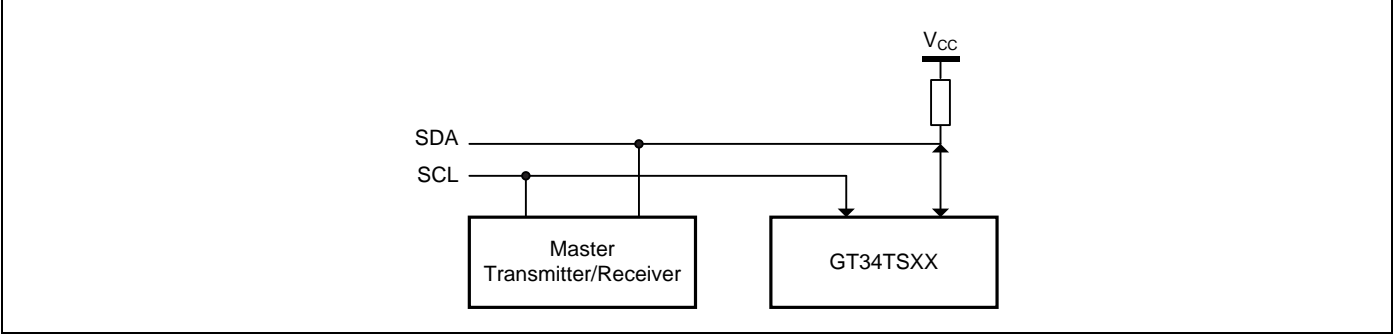 VCC
SDA
SCL
Master
Transmitter/Receiver
GT34TSXX